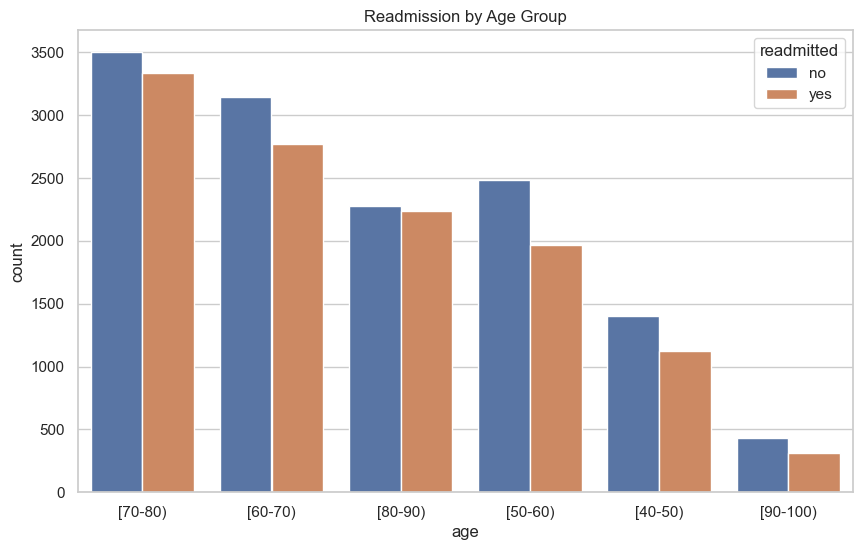 Readmission by Age Group
readmitted
no
yes
count
3500
3000
2500
2000
1500
1000
500
0
[70-80)
[60-70)
[80-90)
[50-60)
[40-50)
[90-100)
age